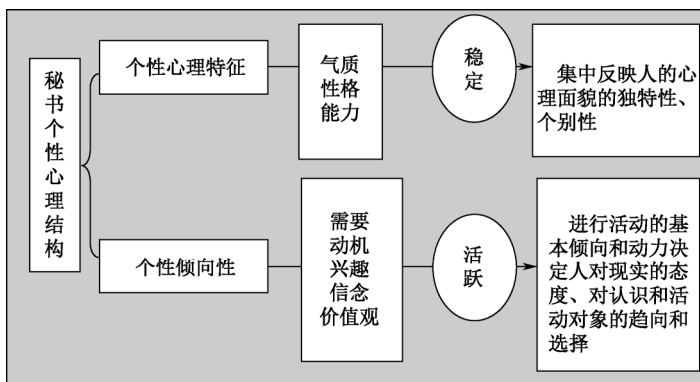 秘书个性心理结构
个性心理特征
气质
性格
能力
稳定
集中反映人的心
理面貌的独特性、
个别性
个性倾向性
需要
动机
兴趣
信念
价值观
活跃
进行活动的基
本倾向和动力决
定人对现实的态
度、对认识和活
动对象的趋向和
选择